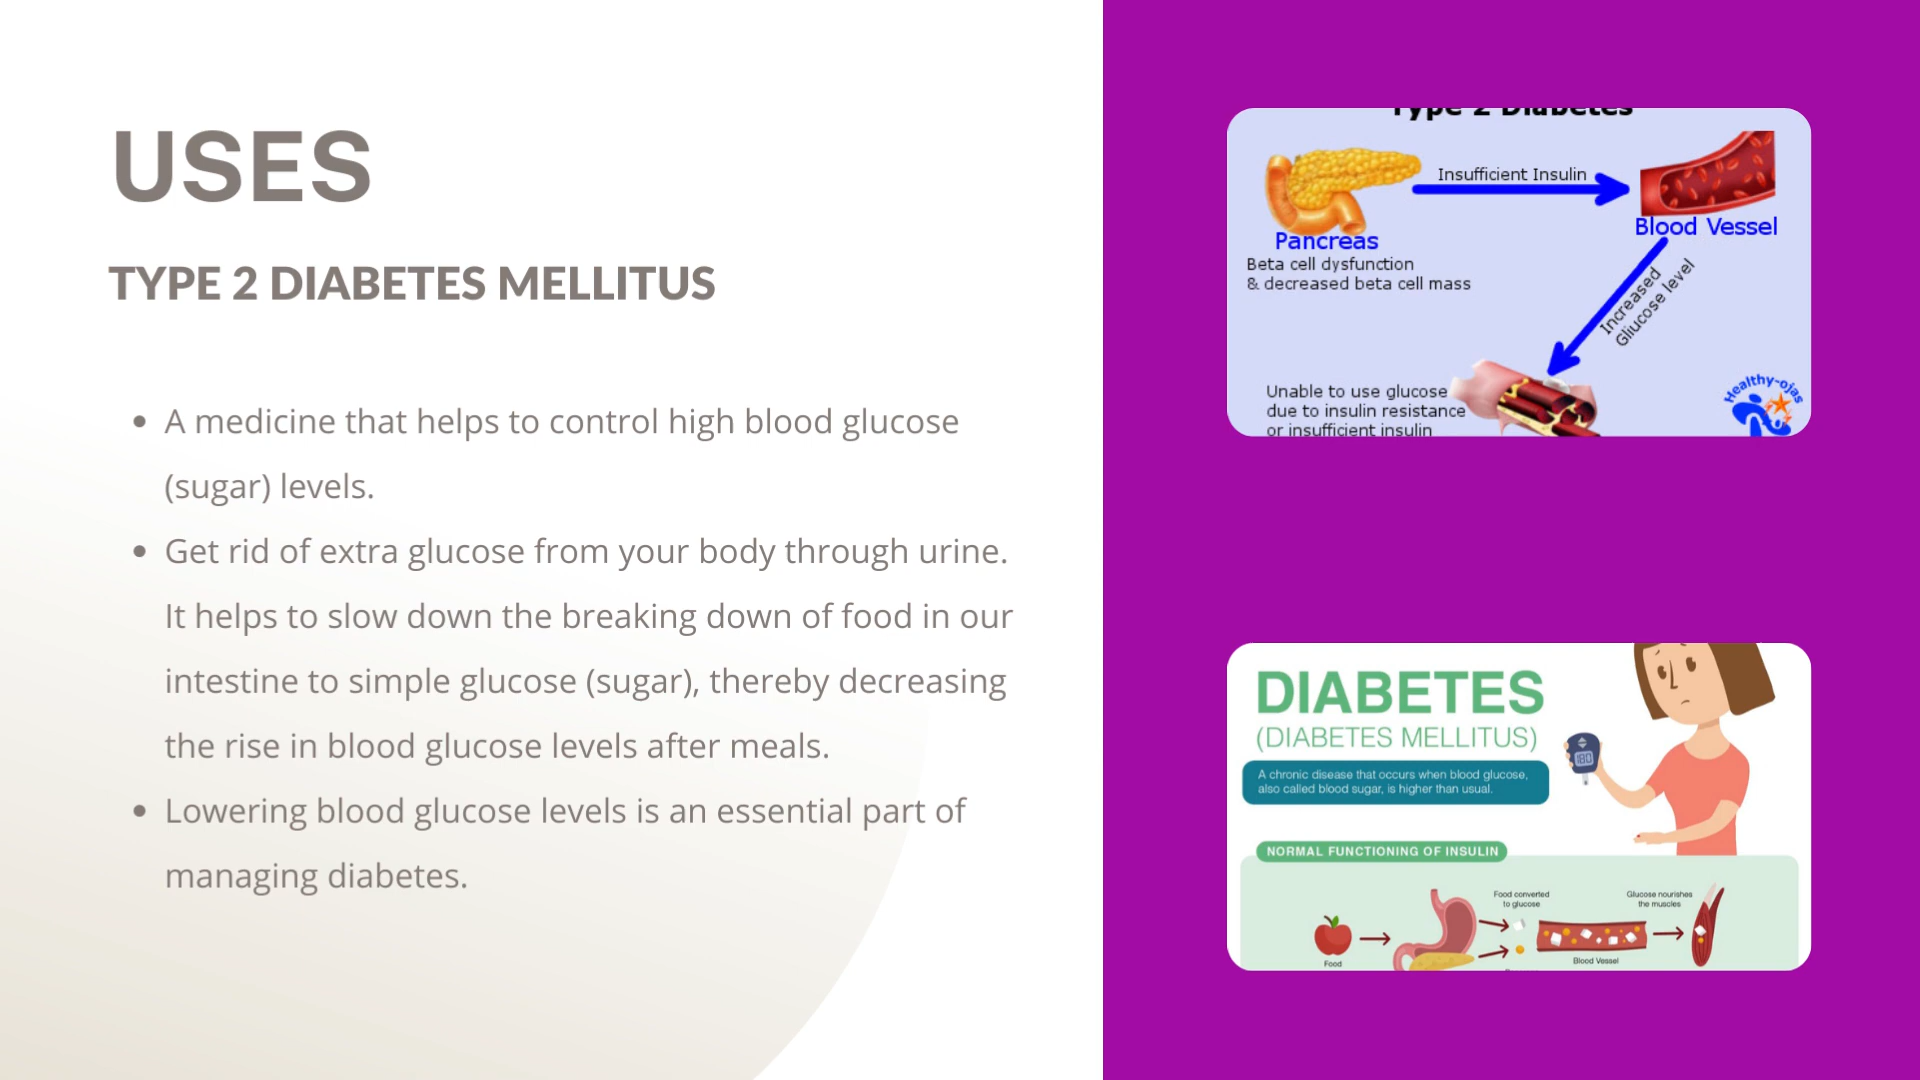 USES
TYPE 2 DIABETES MELLITUS
• A medicine that helps to control high blood glucose
(sugar) levels.
• Get rid of extra glucose from your body through urine.
It helps to slow down the breaking down of food in our
intestine to simple glucose (sugar), thereby decreasing
the rise in blood glucose levels after meals.
• Lowering blood glucose levels is an essential part of
managing diabetes.
Type 2 Diabetes
Insufficient Insulin
Blood Vessel
Pancreas
Beta cell dysfunction
& decreased beta cell mass
Increased
Gliucose level
Unable to use glucose
due to insulin resistance
or insufficient insulin
Healthy-ojas
DIABETES
(DIABETES MELLITUS)
A chronic disease that occurs when blood glucose,
also called blood sugar, is higher than usual.
NORMAL FUNCTIONING OF INSULIN
Food converted
to glucose
Glucose nourishes
the muscles
Food
Blood Vessel